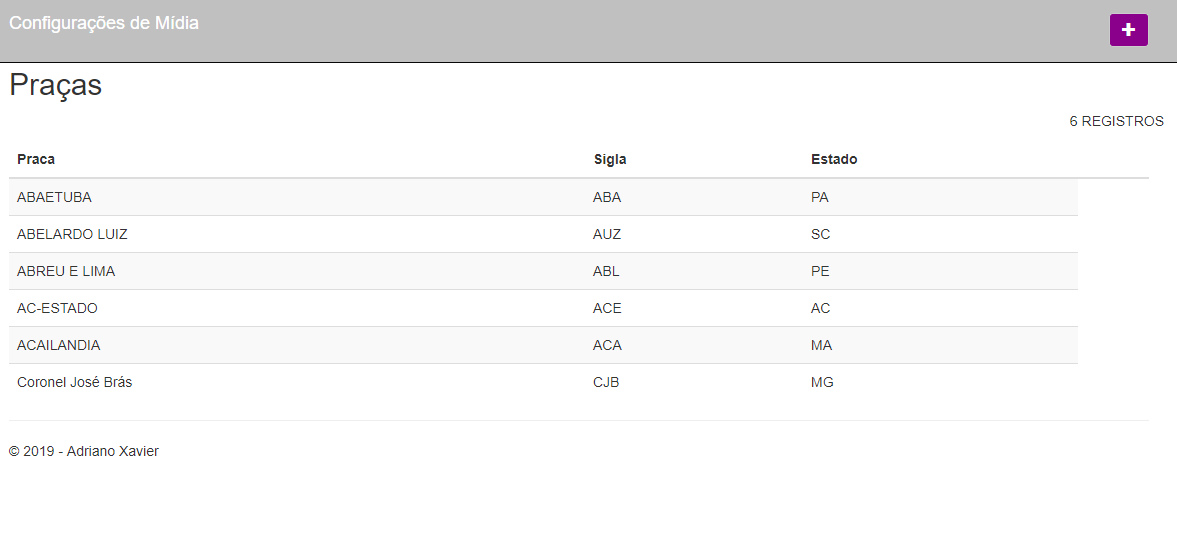 Configurações de Mídia
Praças
6 REGISTROS
Praca Sigla Estado
ABAETUBA ABA PA
ABELARDO LUIZ AUZ SC
ABREU E LIMA ABL PE
AC-ESTADO ACE AC
ACAILANDIA ACA MA
Coronel José Brás CJB MG
© 2019 - Adriano Xavier